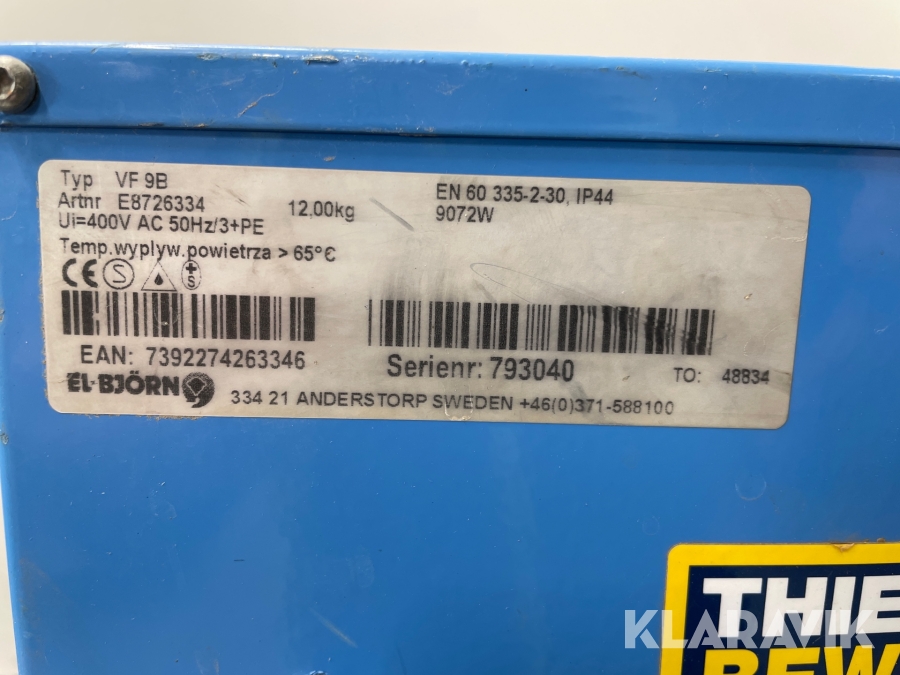 Typ VF 9B
Artnr E8726334 12,00kg
Ui=400V AC 50Hz/3+PE
Temp.wyplyw.powietrza > 65°C
EN 60 335-2-30, IP44
9072W
CE S S
EAN: 7392274263346
Serienr: 793040
TO: 48834
EL-BJÖRN
334 21 ANDERSTORP SWEDEN +46(0)371-588100
THIE
BEW
KLARAVIK